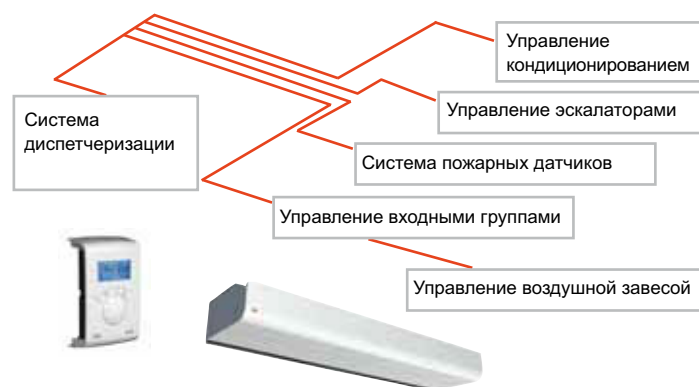 Управление
кондиционированием
Управление эскалаторами
Система
диспетчеризации
Система пожарных датчиков
Управление входными группами
Управление воздушной завесой